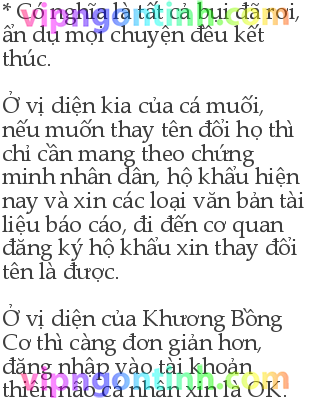 * Có nghĩa là tất cả bụi đã rơi,
ẩn dụ mọi chuyện đều kết
thúc.
Ở vị diện kia của cá muối,
nếu muốn thay tên đổi họ thì
chỉ cần mang theo chứng
minh nhân dân, hộ khẩu hiện
nay và xin các loại văn bản tài
liệu báo cáo, đi đến cơ quan
đăng ký hộ khẩu xin thay đổi
tên là được.
Ở vị diện của Khương Bồng
Cơ thì càng đơn giản hơn,
đăng nhập vào tài khoản
thiên não cá nhân xin là OK.
vipngontinh.com
vipngontinh.com